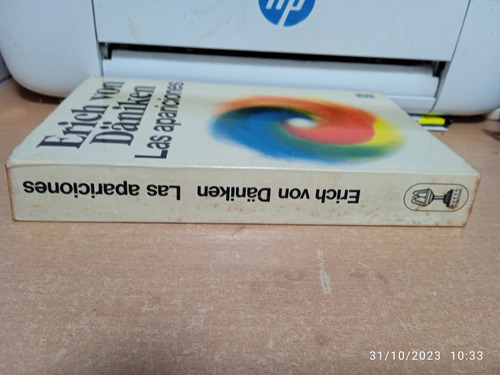 hp
Erich von
Däniken
Las apariciones
Erich von Däniken Las apariciones
31/10/2023 10:33